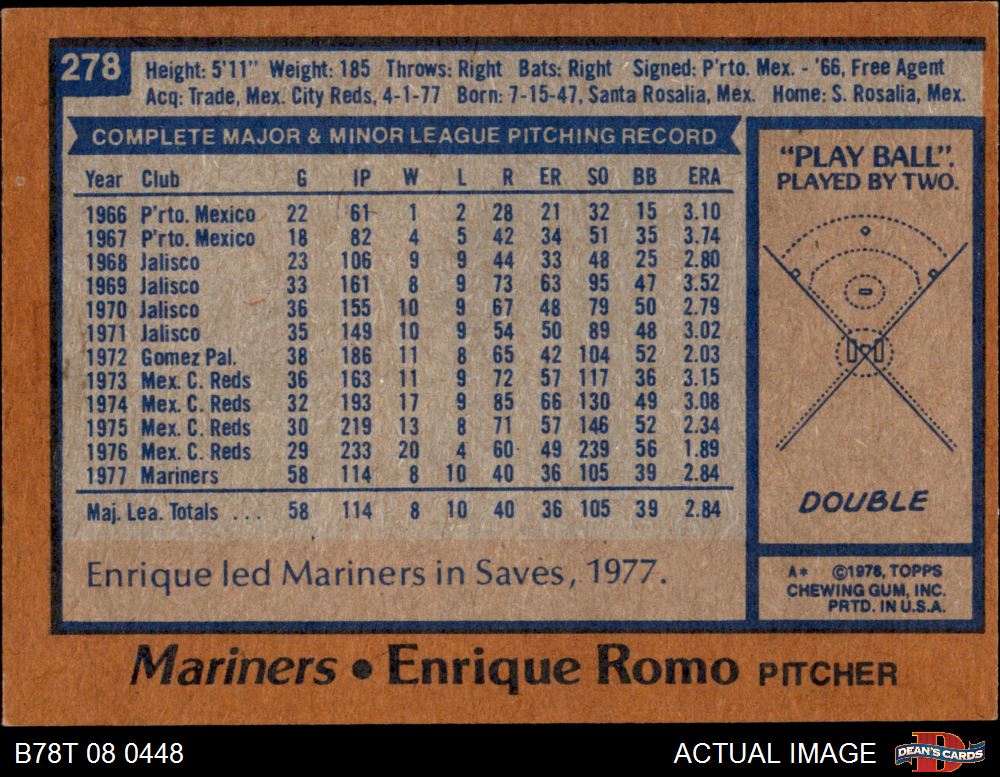 278
Height: 5'11" Weight: 185 Throws: Right Bats: Right Signed: P'rto. Mex. - '66, Free Agent
Acq: Trade, Mex. City Reds, 4-1-77 Born: 7-15-47, Santa Rosalia, Mex. Home: S. Rosalia, Mex.
COMPLETE MAJOR & MINOR LEAGUE PITCHING RECORD
Year Club G IP W L R ER SO BB ERA
1966 P'rto. Mexico 22 61 1 2 28 21 32 15 3.10
1967 P'rto. Mexico 18 82 4 5 42 34 51 35 3.74
1968 Jalisco 23 106 9 9 44 33 48 25 2.80
1969 Jalisco 33 161 8 9 73 63 95 47 3.52
1970 Jalisco 36 155 10 9 67 48 79 50 2.79
1971 Jalisco 35 149 10 9 54 50 89 48 3.02
1972 Gomez Pal. 38 186 11 8 65 42 104 52 2.03
1973 Mex. C. Reds 36 163 11 9 72 57 117 36 3.15
1974 Mex. C. Reds 32 193 17 9 85 66 130 49 3.08
1975 Mex. C. Reds 30 219 13 8 71 57 146 52 2.34
1976 Mex. C. Reds 29 233 20 4 60 49 239 56 1.89
1977 Mariners 58 114 8 10 40 36 105 39 2.84
Maj. Lea. Totals ... 58 114 8 10 40 36 105 39 2.84
Enrique led Mariners in Saves, 1977.
"PLAY BALL".
PLAYED BY TWO.
DOUBLE
A* ©1978, TOPPS
CHEWING GUM, INC.
PRTD. IN U.S.A.
Mariners • Enrique Romo PITCHER
B78T 08 0448
ACTUAL IMAGE
D
DEAN'S CARDS